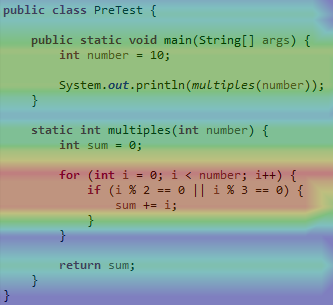 public class PreTest {
    public static void main(String[] args) {
        int number = 10;
        System.out.println(multiples(number));
    }
    static int multiples(int number) {
        int sum = 0;
        for (int i = 0; i < number; i++) {
            if (i % 2 == 0 || i % 3 == 0) {
                sum += i;
            }
        }
        return sum;
    }
}